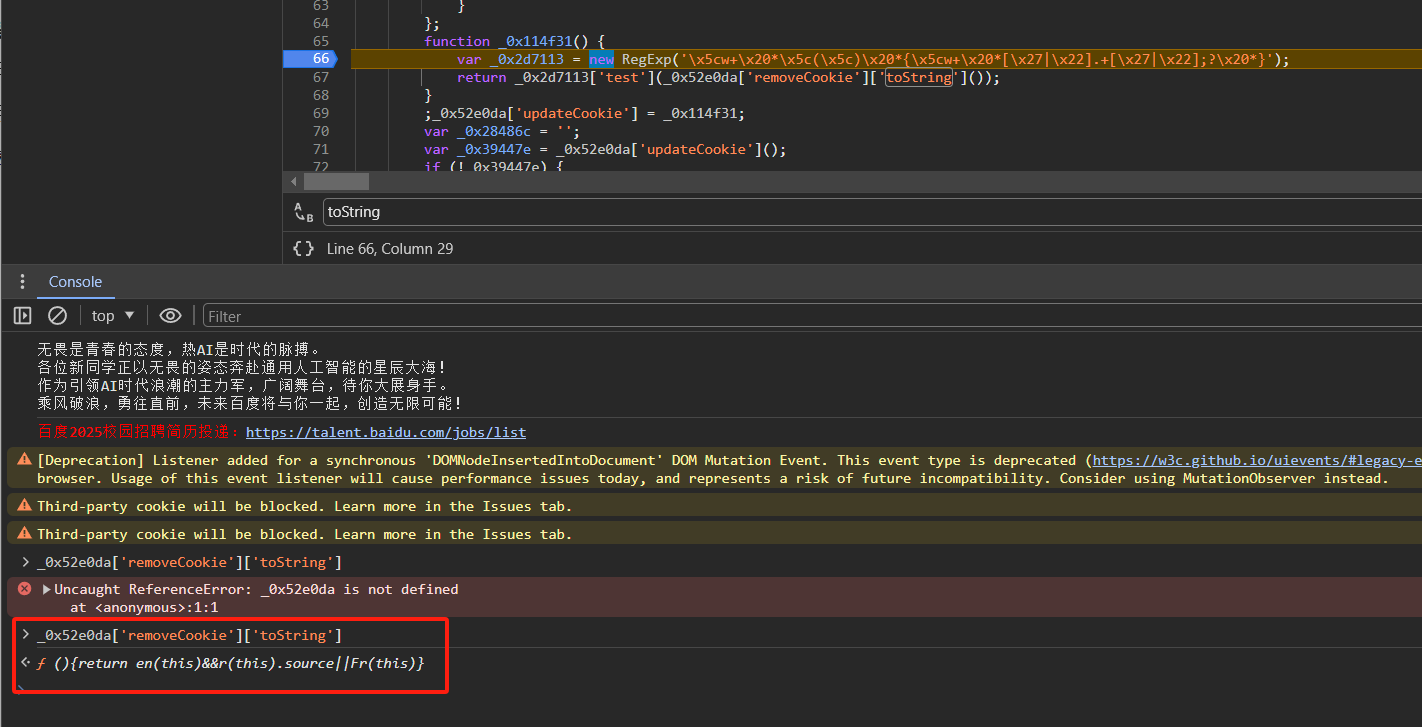 63 }
64 };
65 function _0x114f31() {
66 var _0x2d7113 = new RegExp('\x5cw+\x20*\x5c(\x5c)\x20*{\x5cw+\x20*[\x27|\x22].+[\x27|\x22];?\x20*}');
67 return _0x2d7113['test'](_0x52e0da['removeCookie']['toString']());
68 }
69 ;_0x52e0da['updateCookie'] = _0x114f31;
70 var _0x28486c = '';
71 var _0x39447e = _0x52e0da['updateCookie']();
72 if (!_0x39447e) {
A B toString
{} Line 66, Column 29
Console
top Filter
无畏是青春的态度，热AI是时代的脉搏。
各位新同学正以无畏的姿态奔赴通用人工智能的星辰大海！
作为引领AI时代浪潮的主力军，广阔舞台，待你大展身手。
乘风破浪，勇往直前，未来百度将与你一起，创造无限可能！
百度2025校园招聘简历投递：https://talent.baidu.com/jobs/list
[Deprecation] Listener added for a synchronous 'DOMNodeInsertedIntoDocument' DOM Mutation Event. This event type is deprecated (https://w3c.github.io/uievents/#legacy-e
browser. Usage of this event listener will cause performance issues today, and represents a risk of future incompatibility. Consider using MutationObserver instead.
Third-party cookie will be blocked. Learn more in the Issues tab.
Third-party cookie will be blocked. Learn more in the Issues tab.
> _0x52e0da['removeCookie']['toString']
Uncaught ReferenceError: _0x52e0da is not defined
at <anonymous>:1:1
> _0x52e0da['removeCookie']['toString']
ƒ (){return en(this)&&r(this).source||Fr(this)}